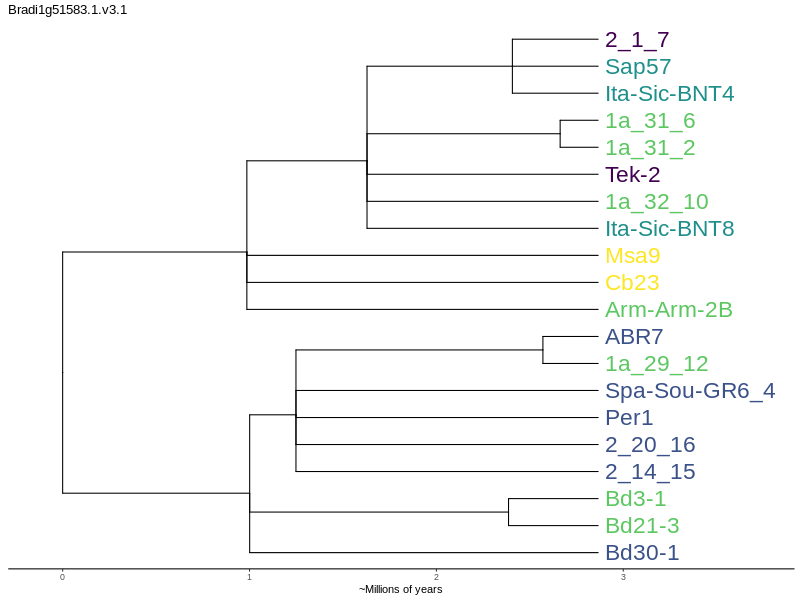 Bradi1g51583.1.v3.1
2_1_7
Sap57
Ita-Sic-BNT4
1a_31_6
1a_31_2
Tek-2
1a_32_10
Ita-Sic-BNT8
Msa9
Cb23
Arm-Arm-2B
ABR7
1a_29_12
Spa-Sou-GR6_4
Per1
2_20_16
2_14_15
Bd3-1
Bd21-3
Bd30-1
0 1 2 3
~Millions of years